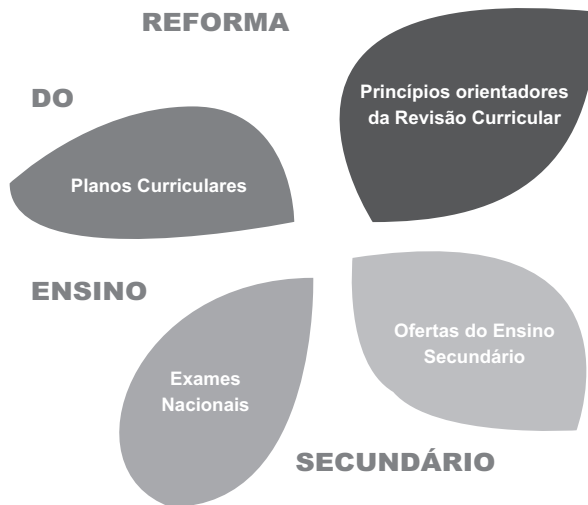 REFORMA
DO
ENSINO
SECUNDÁRIO
Princípios orientadores
da Revisão Curricular
Planos Curriculares
Ofertas do Ensino
Secundário
Exames
Nacionais